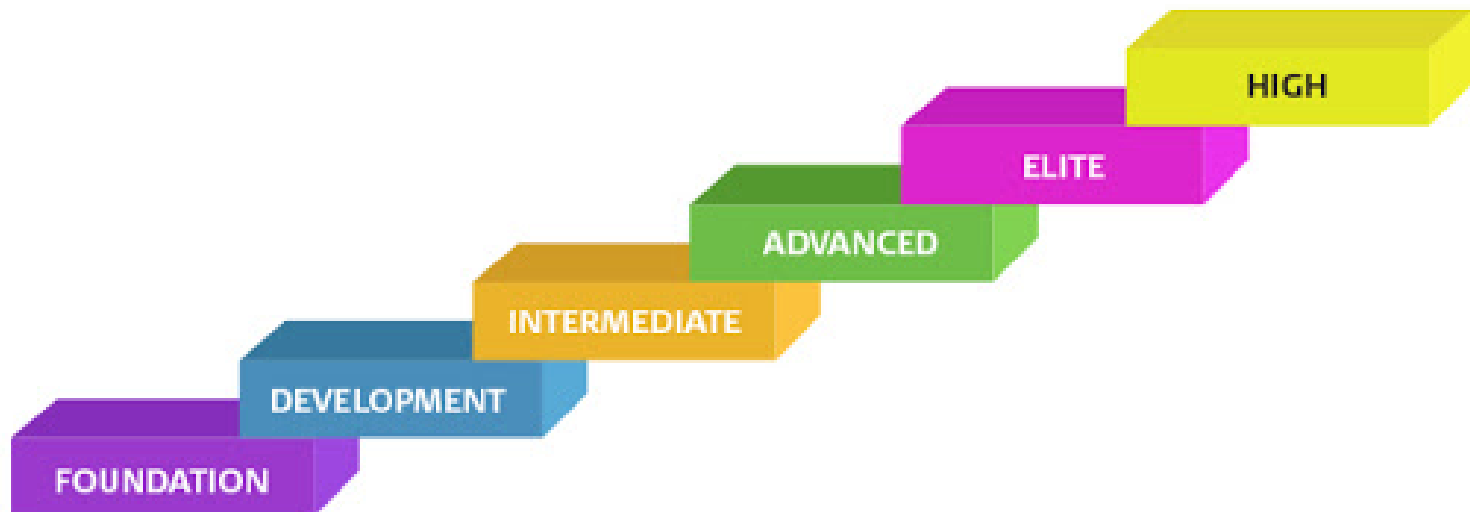 HIGH
ELITE
ADVANCED
INTERMEDIATE
DEVELOPMENT
FOUNDATION